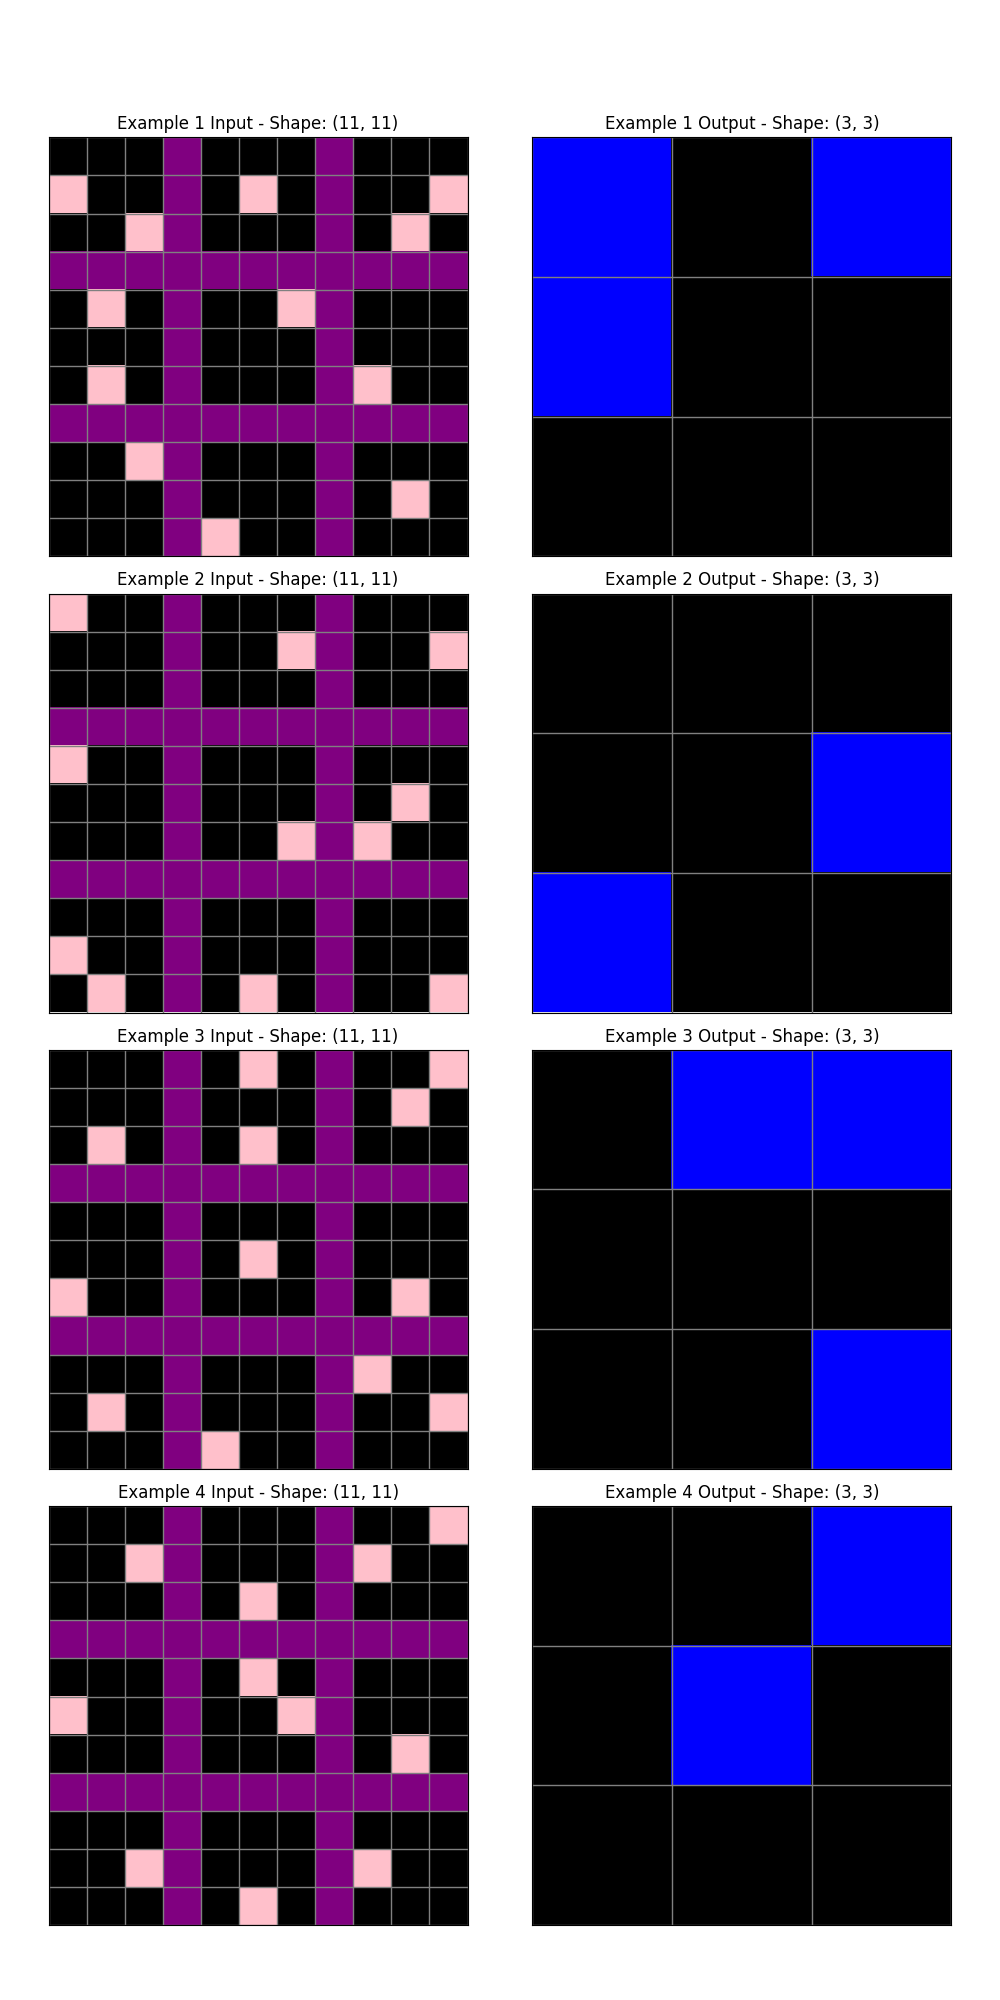 Example 1 Input - Shape: (11, 11)
Example 1 Output - Shape: (3, 3)
Example 2 Input - Shape: (11, 11)
Example 2 Output - Shape: (3, 3)
Example 3 Input - Shape: (11, 11)
Example 3 Output - Shape: (3, 3)
Example 4 Input - Shape: (11, 11)
Example 4 Output - Shape: (3, 3)